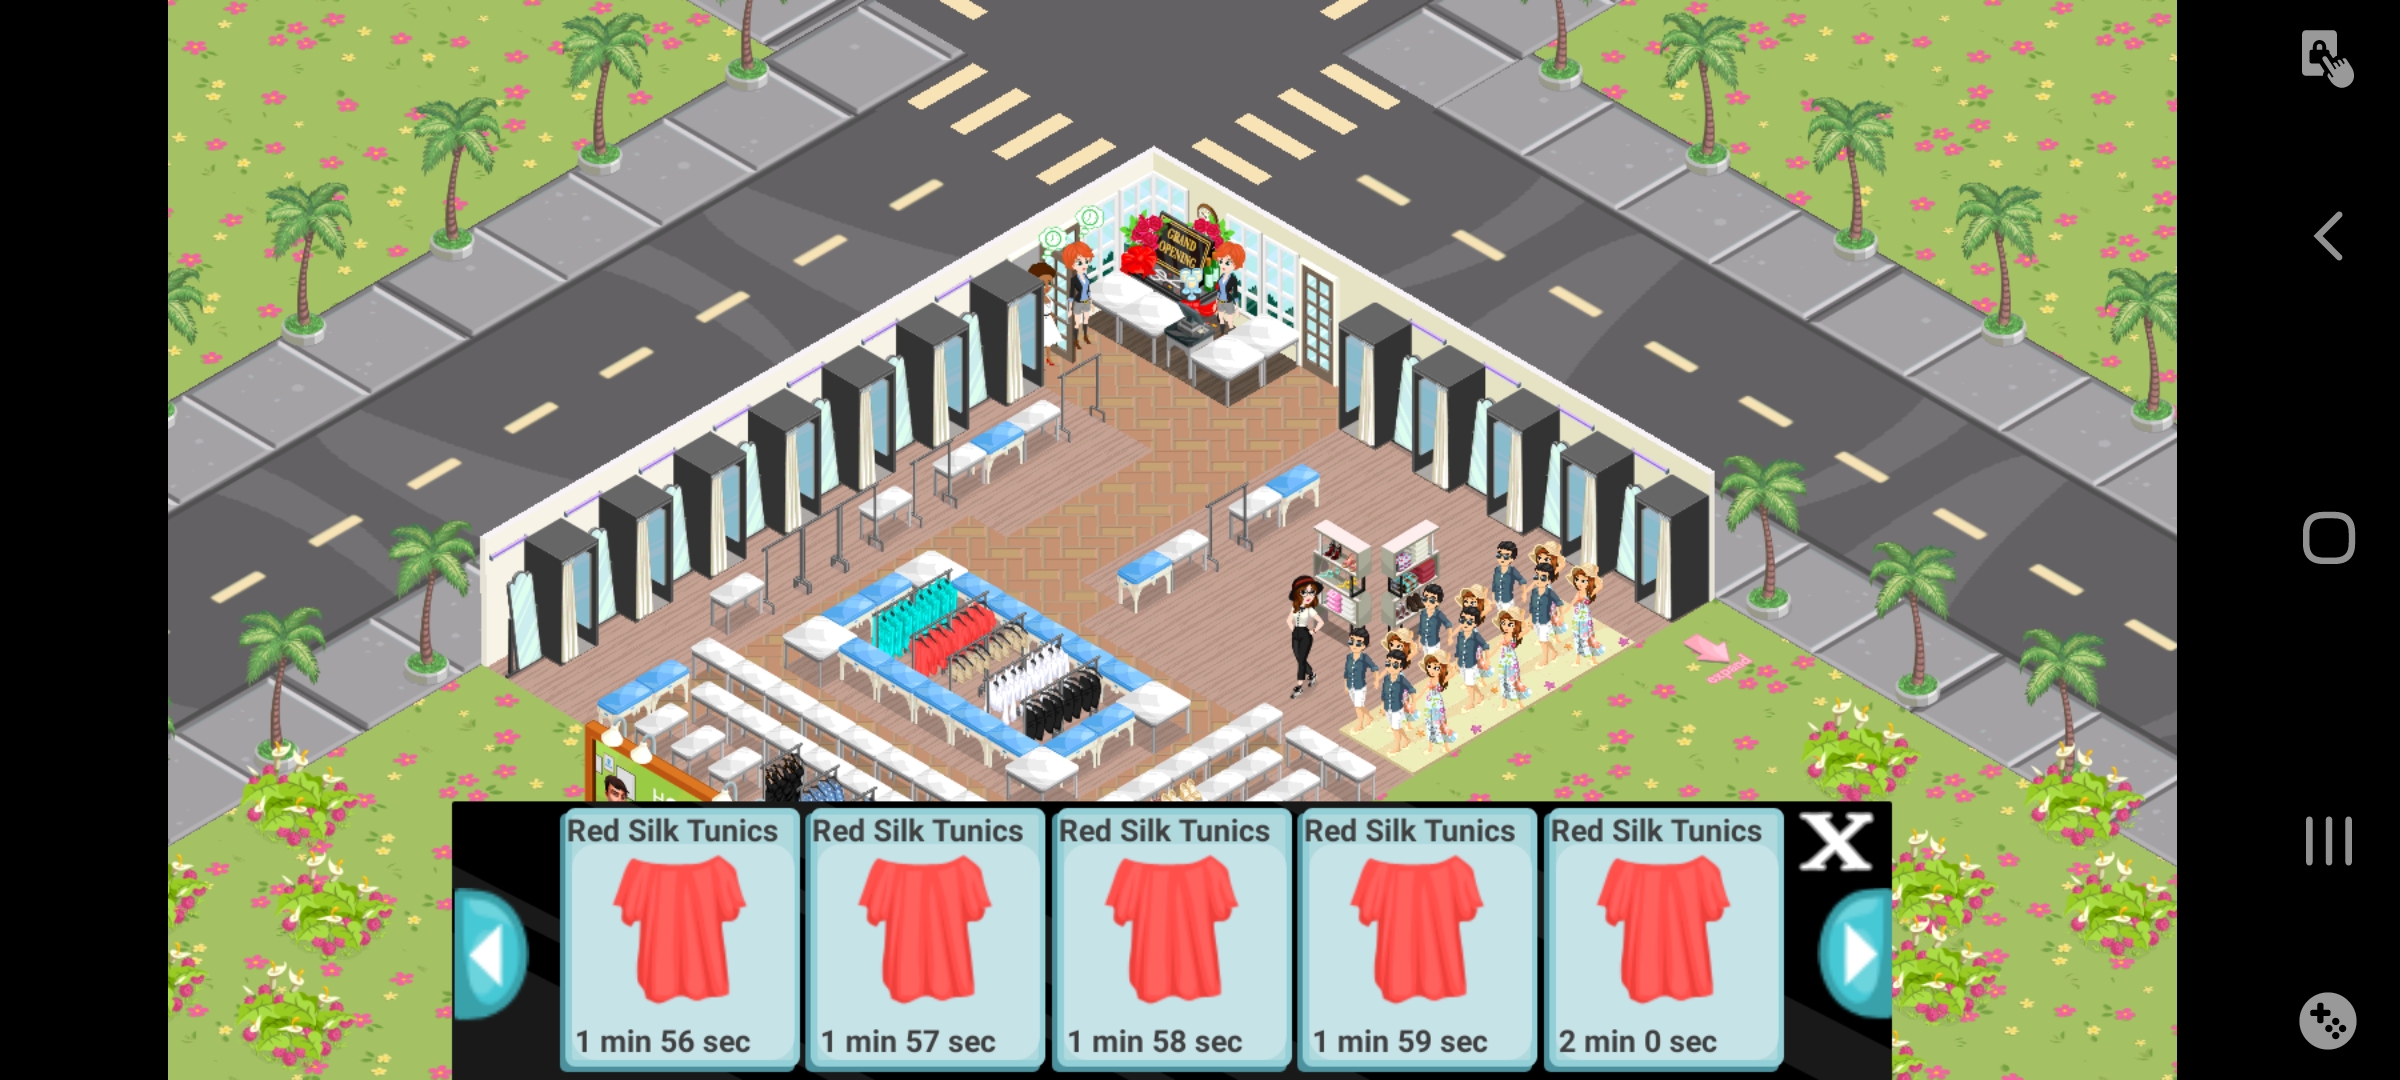 GRAND
OPENING
expand
Red Silk Tunics
1 min 56 sec
Red Silk Tunics
1 min 57 sec
Red Silk Tunics
1 min 58 sec
Red Silk Tunics
1 min 59 sec
Red Silk Tunics
2 min 0 sec
X